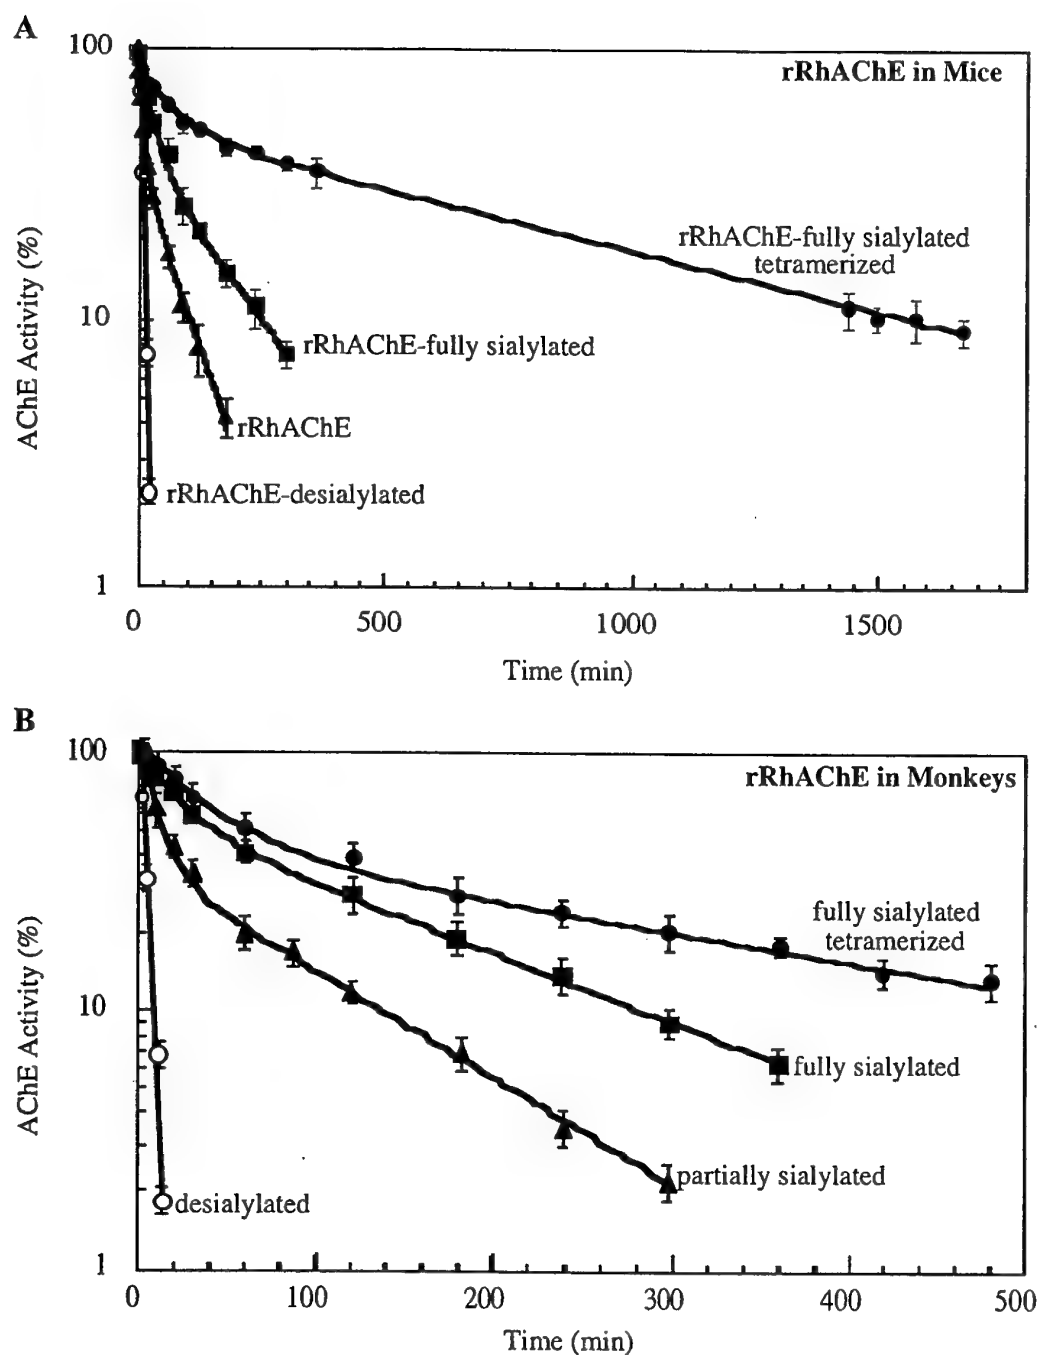 A
100
rRhAChE in Mice
rRhAChE-fully sialylated
tetramerized
10
rRhAChE-fully sialylated
rRhAChE
rRhAChE-desialylated
1
AChE Activity (%)
0
500
1000
1500
Time (min)
B
100
rRhAChE in Monkeys
fully sialylated
tetramerized
10
fully sialylated
partially sialylated
desialylated
1
AChE Activity (%)
0
100
200
300
400
500
Time (min)